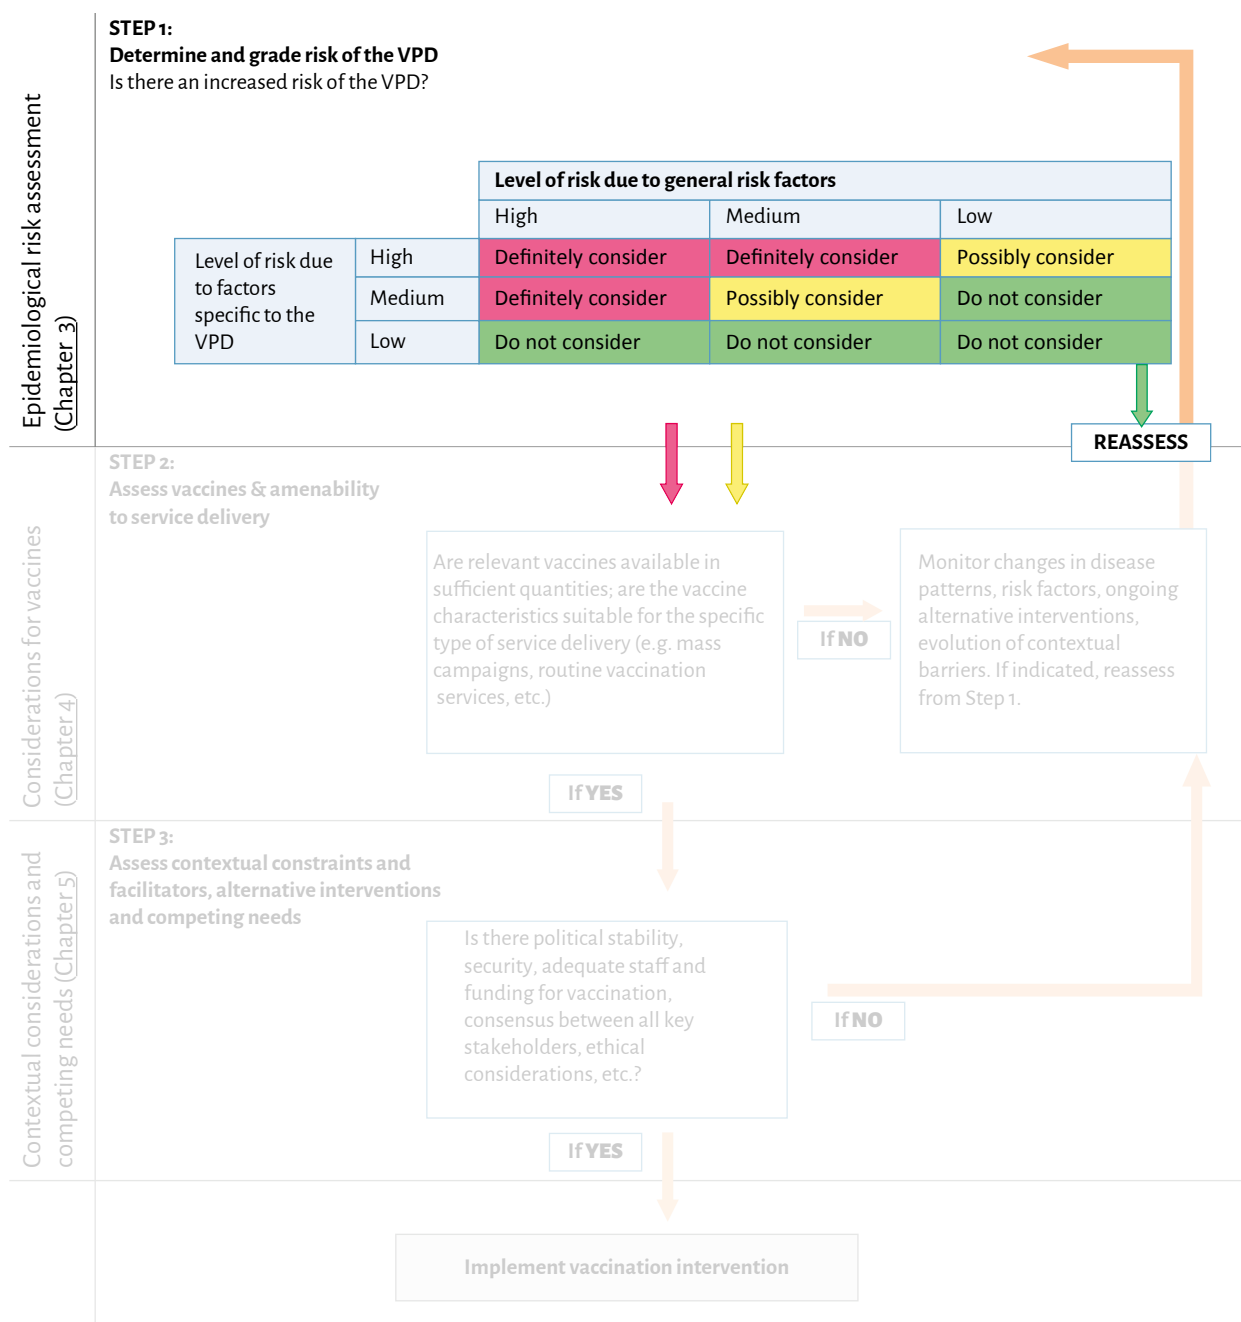 Epidemiological risk assessment
(Chapter 3)
STEP 1:
Determine and grade risk of the VPD
Is there an increased risk of the VPD?
Level of risk due to general risk factors
High
Medium
Low
Level of risk due
to factors
specific to the
VPD
High
Definitely consider
Definitely consider
Possibly consider
Medium
Definitely consider
Possibly consider
Do not consider
Low
Do not consider
Do not consider
Do not consider
REASSESS
Considerations for vaccines
(Chapter 4)
STEP 2:
Assess vaccines & amenability
to service delivery
Are relevant vaccines available in
sufficient quantities; are the vaccine
characteristics suitable for the specific
type of service delivery (e.g. mass
campaigns, routine vaccination
services, etc.)
If NO
Monitor changes in disease
patterns, risk factors, ongoing
alternative interventions,
evolution of contextual
barriers. If indicated, reassess
from Step 1.
If YES
Contextual considerations and
competing needs (Chapter 5)
STEP 3:
Assess contextual constraints and
facilitators, alternative interventions
and competing needs
Is there political stability,
security, adequate staff and
funding for vaccination,
consensus between all key
stakeholders, ethical
considerations, etc.?
If NO
If YES
Implement vaccination intervention